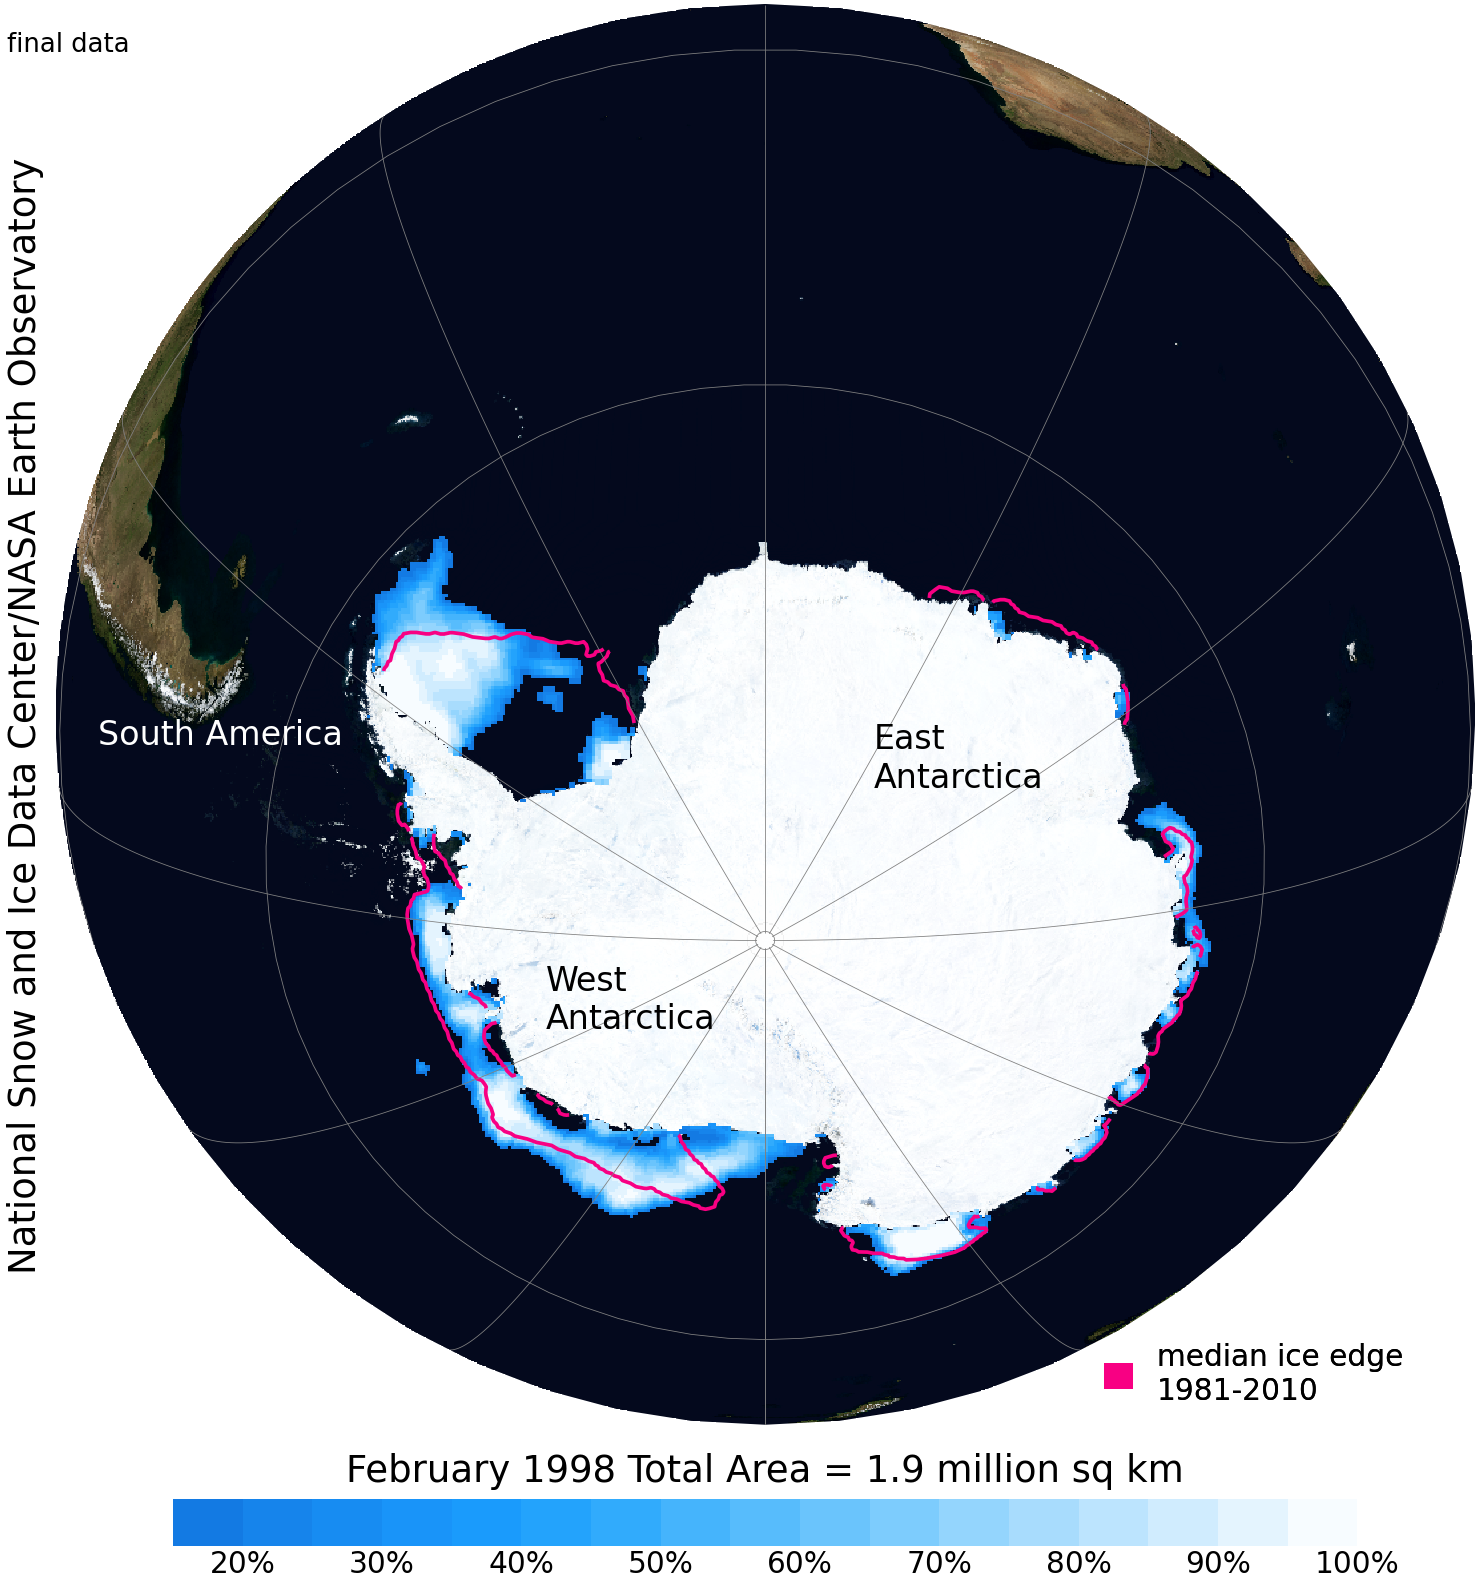 final data
National Snow and Ice Data Center/NASA Earth Observatory
South America
East
Antarctica
West
Antarctica
median ice edge
1981-2010
February 1998 Total Area = 1.9 million sq km
20% 30% 40% 50% 60% 70% 80% 90% 100%